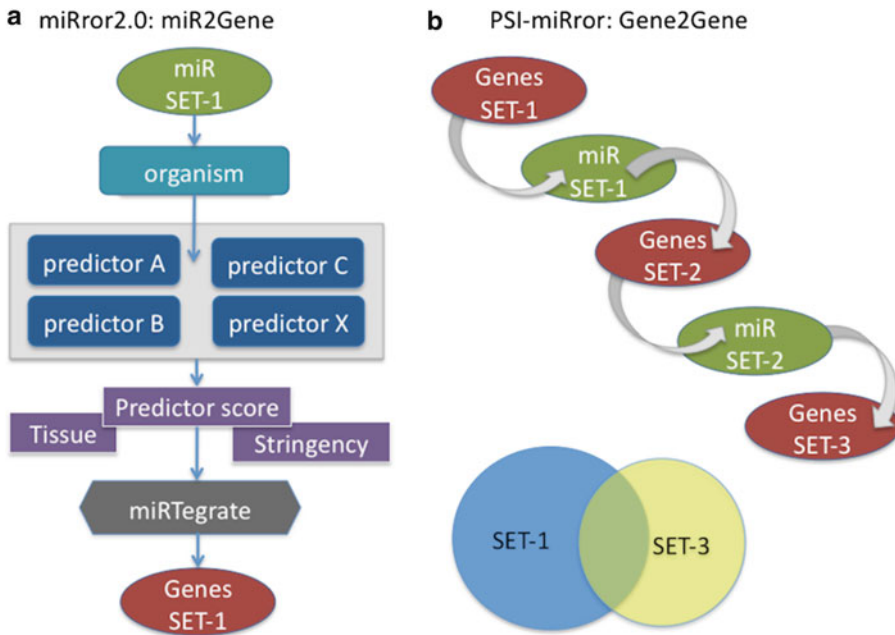 a miRror2.0: miR2Gene
miR
SET-1
organism
predictor A
predictor C
predictor B
predictor X
Predictor score
Tissue
Stringency
miRTegrate
Genes
SET-1
b PSI-miRror: Gene2Gene
Genes
SET-1
miR
SET-1
Genes
SET-2
miR
SET-2
Genes
SET-3
SET-1
SET-3